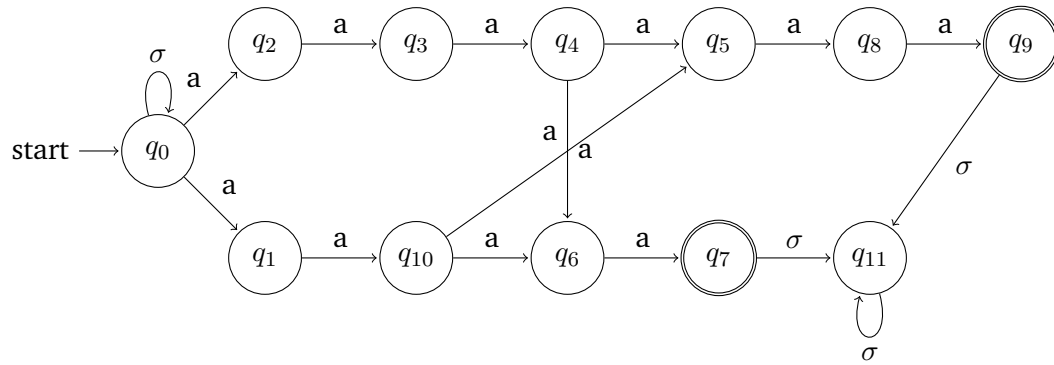 q₂ a q₃ a q₄ a q₅ a q₈ a q₉
σ a
start q₀
a a σ
a
q₁ a q₁₀ a q₆ a q₇ σ q₁₁
σ